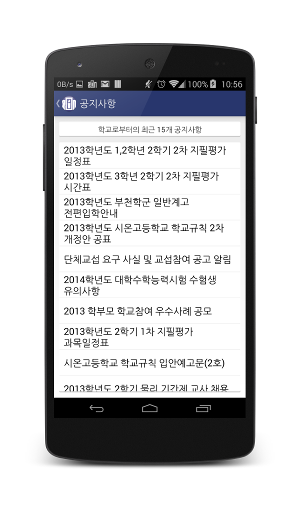 0B/s 100% 10:56
공지사항
학교로부터의 최근 15개 공지사항
2013학년도 1,2학년 2학기 2차 지필평가
일정표
2013학년도 3학년 2학기 2차 지필평가
시간표
2013학년도 부천학군 일반계고
전편입학안내
2013학년도 시온고등학교 학교규칙 2차
개정안 공표
단체교섭 요구 사실 및 교섭참여 공고 알림
2014학년도 대학수학능력시험 수험생
유의사항
2013 학부모 학교참여 우수사례 공모
2013학년도 2학기 1차 지필평가
과목일정표
시온고등학교 학교규칙 입안예고문(2호)
2013학년도 2학기 물리 기간제 교사 채용